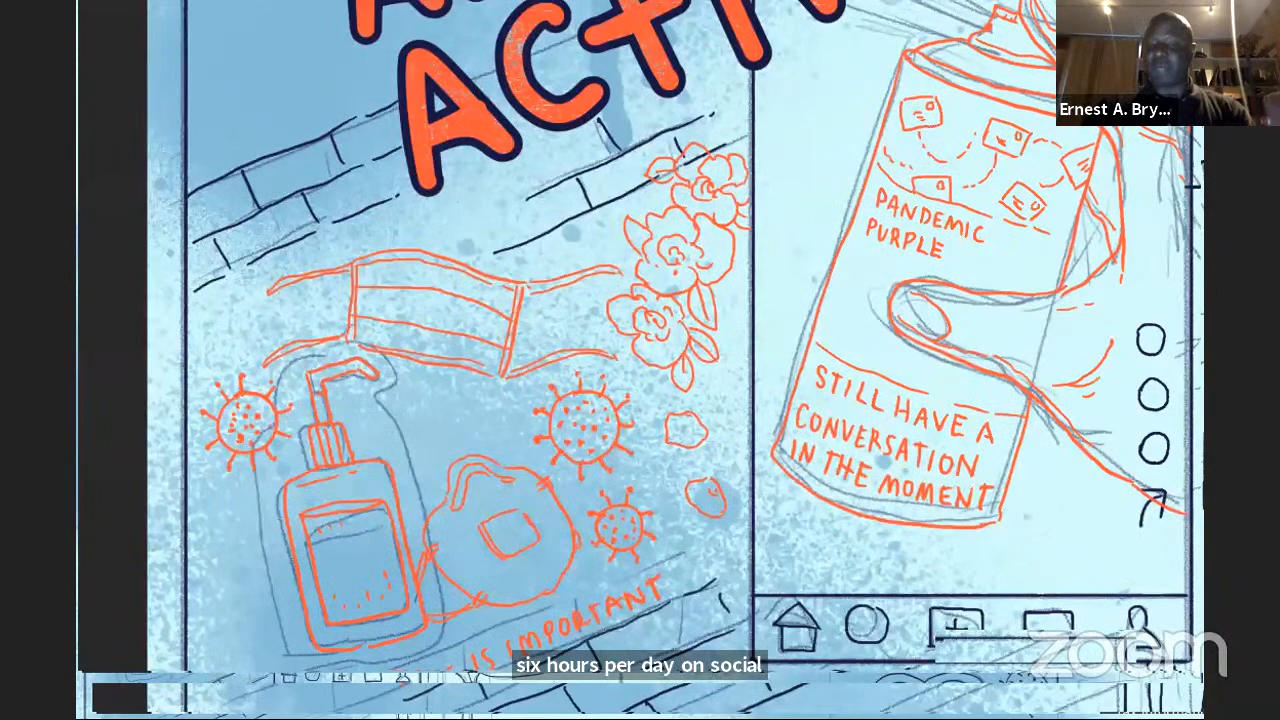 ACTI
Ernest A. Bry...
PANDEMIC
PURPLE
STILL HAVE A
CONVERSATION
IN THE MOMENT
IS IMPORTANT
six hours per day on social
zoom